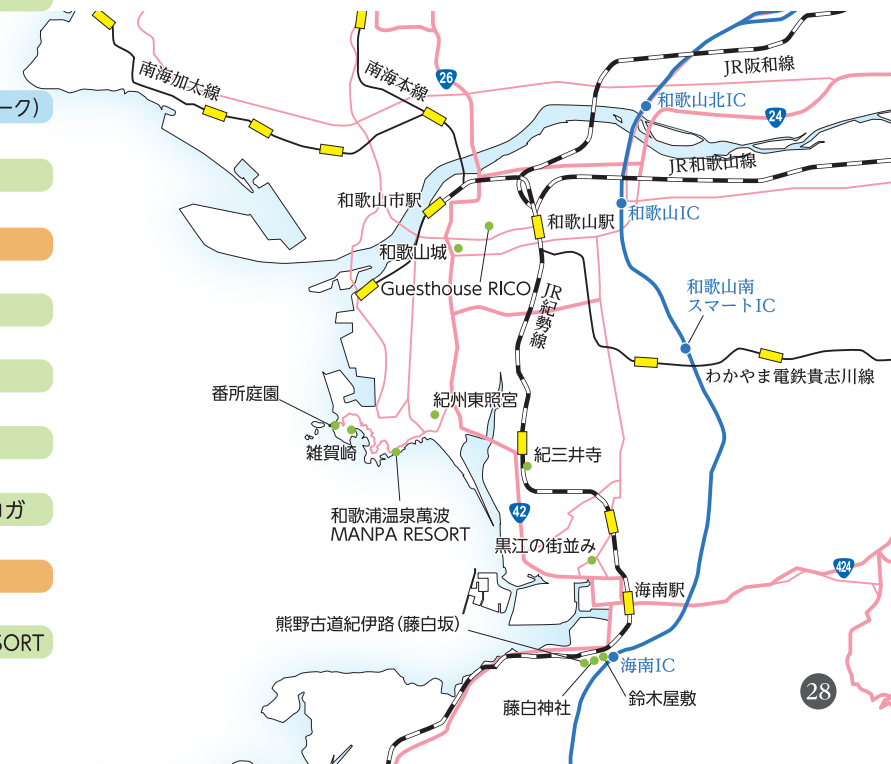 ーク)
ガ
SORT
南海加太線
南海本線
26
JR阪和線
和歌山北IC
24
JR和歌山線
和歌山市駅
和歌山駅
和歌山IC
和歌山城
Guesthouse RICO
JR紀勢線
和歌山南
スマートIC
わかやま電鉄貴志川線
番所庭園
紀州東照宮
雑賀崎
紀三井寺
和歌浦温泉萬波
MANPA RESORT
42
黒江の街並み
424
海南駅
熊野古道紀伊路(藤白坂)
海南IC
藤白神社
鈴木屋敷
28